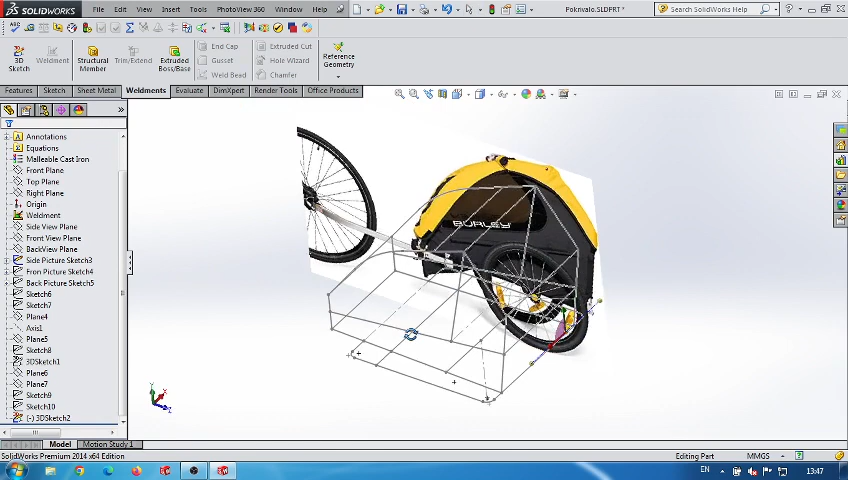 SOLIDWORKS
File Edit View Insert Tools PhotoView 360 Window Help
Pokrivalo.SLDPRT *
Search SolidWorks Help
3D Sketch
Weldment
Structural Member
Trim/Extend
Extruded Boss/Base
End Cap
Gusset
Weld Bead
Extruded Cut
Hole Wizard
Chamfer
Reference Geometry
Features Sketch Sheet Metal Weldments Evaluate DimXpert Render Tools Office Products
Annotations
Equations
Malleable Cast Iron
Front Plane
Top Plane
Right Plane
Origin
Weldment
Side View Plane
Front View Plane
BackView Plane
Side Picture Sketch3
Fron Picture Sketch4
Back Picture Sketch5
Sketch6
Sketch7
Plane4
Axis1
Plane5
Sketch8
3DSketch1
Plane6
Plane7
Sketch9
Sketch10
(-) 3DSketch2
BURLEY
Model Motion Study 1
SolidWorks Premium 2014 x64 Edition
Editing Part
MMGS
EN
13:47